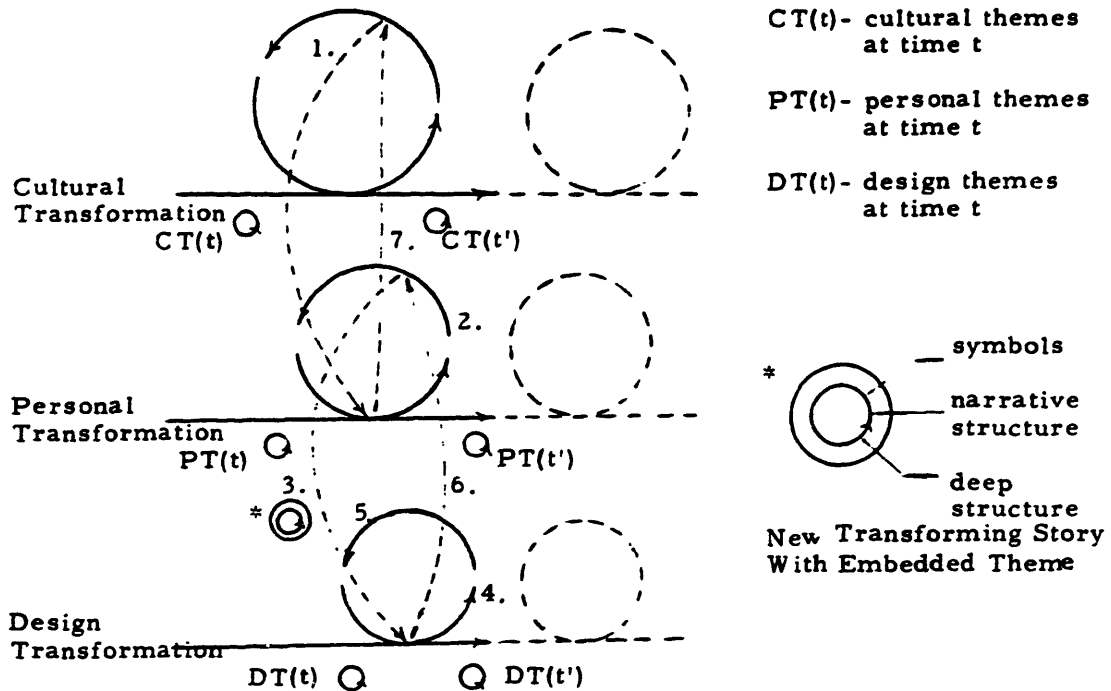 1.
Cultural
Transformation
CT(t)
CT(t')
7.
2.
Personal
Transformation
PT(t)
PT(t')
3.
6.
*
5.
4.
Design
Transformation
DT(t)
DT(t')
CT(t)- cultural themes
at time t
PT(t)- personal themes
at time t
DT(t)- design themes
at time t
*
symbols
narrative
structure
deep
structure
New Transforming Story
With Embedded Theme